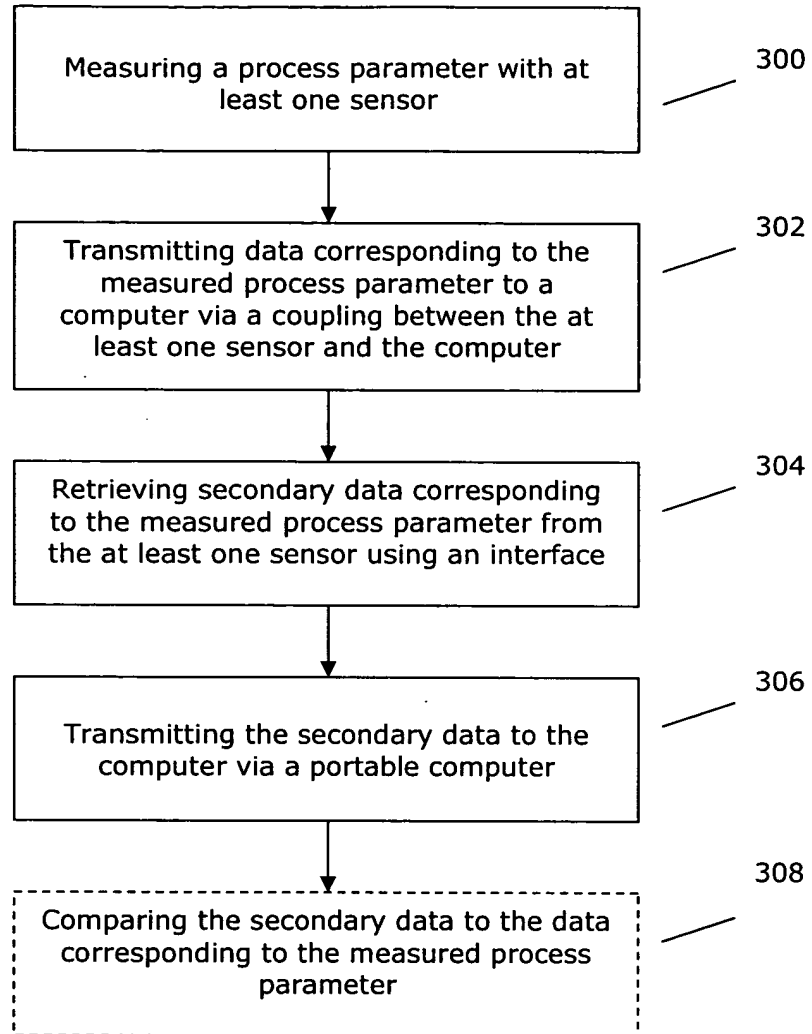 Measuring a process parameter with at
least one sensor
300
Transmitting data corresponding to the
measured process parameter to a
computer via a coupling between the at
least one sensor and the computer
302
Retrieving secondary data corresponding
to the measured process parameter from
the at least one sensor using an interface
304
Transmitting the secondary data to the
computer via a portable computer
306
Comparing the secondary data to the data
corresponding to the measured process
parameter
308